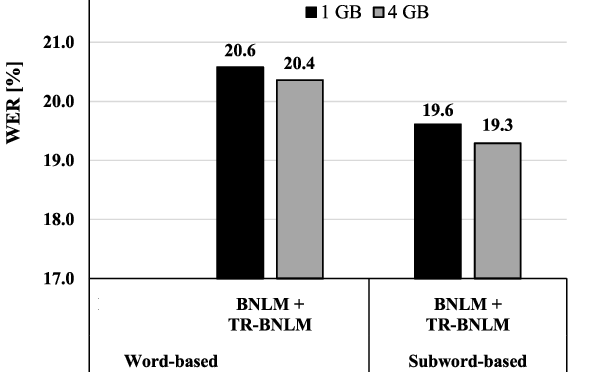 1 GB 4 GB
WER [%]
21.0
20.0
19.0
18.0
17.0
20.6 20.4
19.6 19.3
BNLM +
TR-BNLM
BNLM +
TR-BNLM
Word-based Subword-based